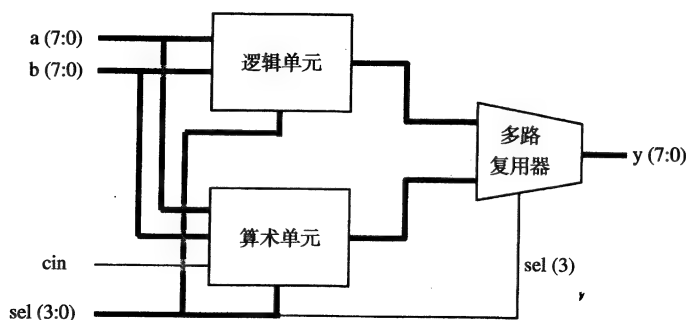 a (7:0)
b (7:0)
逻辑单元
多路
复用器
y (7:0)
算术单元
cin
sel (3)
sel (3:0)